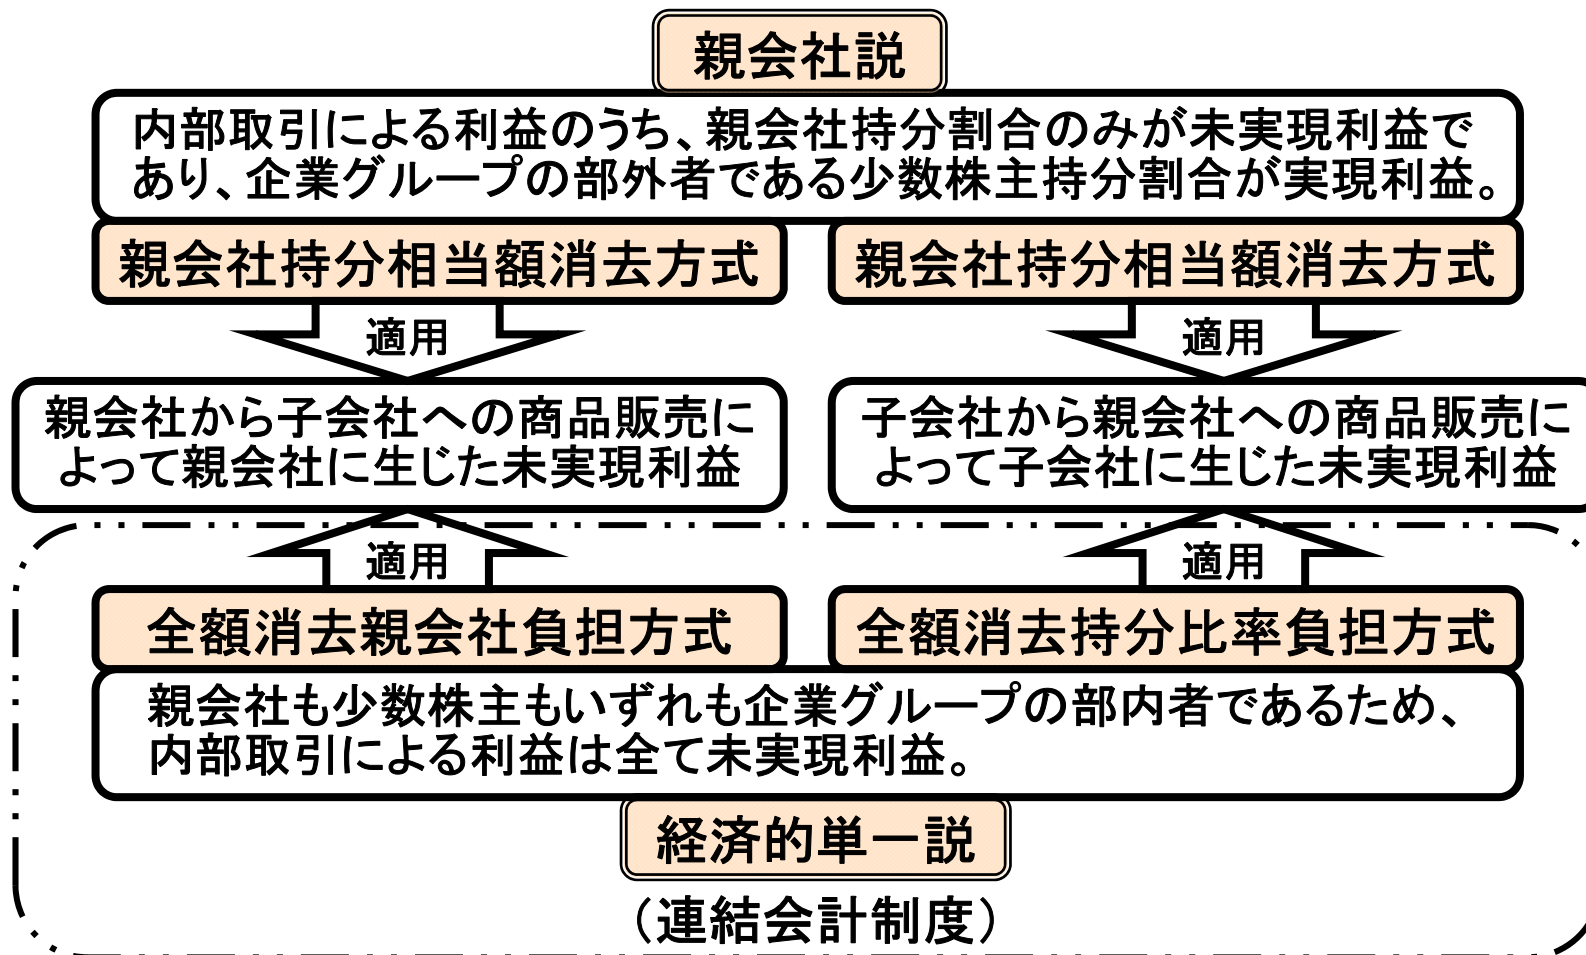 親会社説
内部取引による利益のうち、親会社持分割合のみが未実現利益で
あり、企業グループの部外者である少数株主持分割合が実現利益。
親会社持分相当額消去方式
親会社持分相当額消去方式
適用
適用
親会社から子会社への商品販売に
よって親会社に生じた未実現利益
子会社から親会社への商品販売に
よって子会社に生じた未実現利益
適用
適用
全額消去親会社負担方式
全額消去持分比率負担方式
親会社も少数株主もいずれも企業グループの部内者であるため、
内部取引による利益は全て未実現利益。
経済的単一説
（連結会計制度）